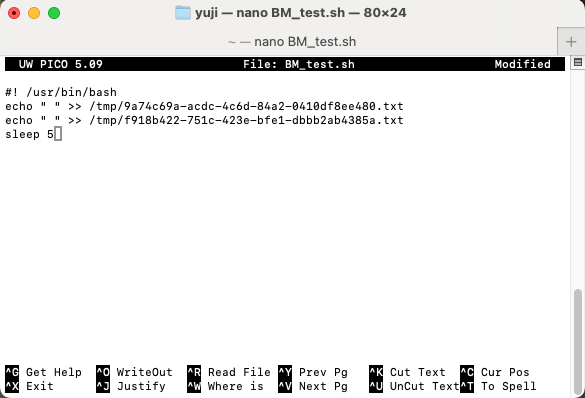 yuji — nano BM_test.sh — 80×24
~ — nano BM_test.sh
UW PICO 5.09 File: BM_test.sh Modified
#! /usr/bin/bash
echo " " >> /tmp/9a74c69a-acdc-4c6d-84a2-0410df8ee480.txt
echo " " >> /tmp/f918b422-751c-423e-bfe1-dbbb2ab4385a.txt
sleep 5
^G Get Help ^O WriteOut ^R Read File ^Y Prev Pg ^K Cut Text ^C Cur Pos
^X Exit ^J Justify ^W Where is ^V Next Pg ^U UnCut Text ^T To Spell